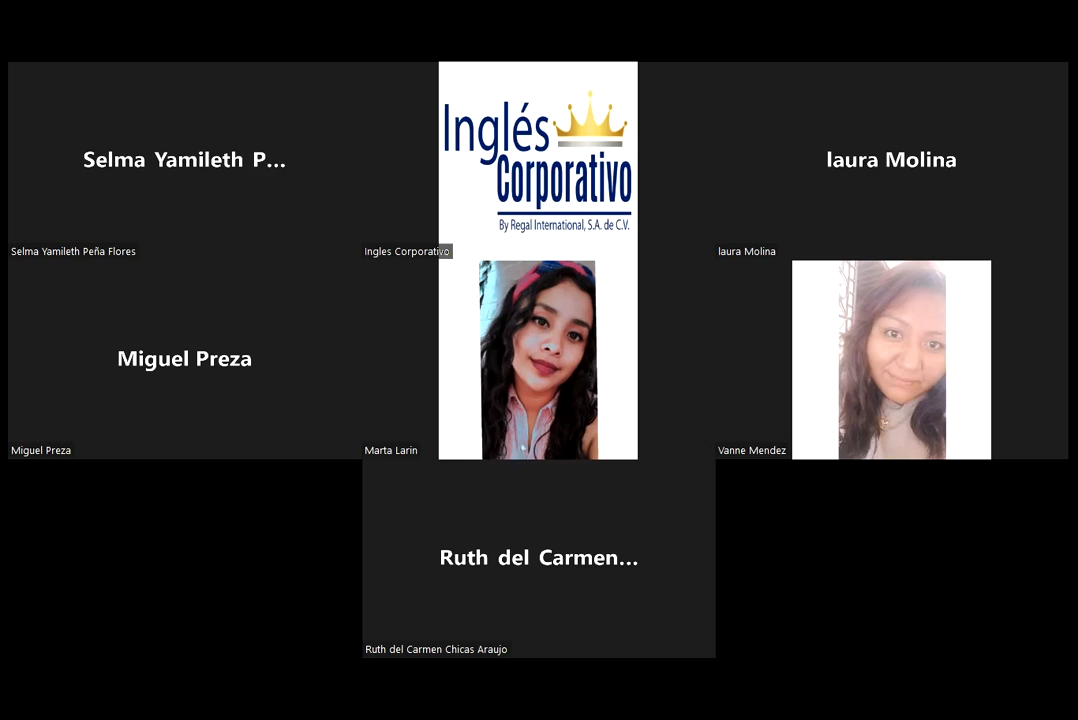 Selma Yamileth P...
Selma Yamileth Peña Flores
Inglés
Corporativo
By Regal International, S.A. de C.V.
Ingles Corporativo
laura Molina
laura Molina
Miguel Preza
Miguel Preza
Marta Larin
Vanne Mendez
Ruth del Carmen...
Ruth del Carmen Chicas Araujo